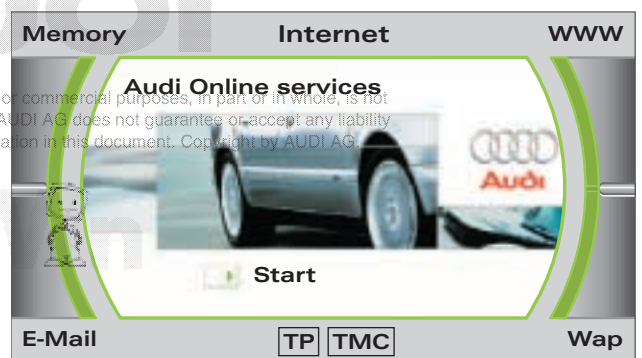 Memory Internet WWW
Audi Online services
or commercial purposes, in part or in whole, is not
AUDI AG does not guarantee or accept any liability
ation in this document. Copyright by AUDI AG.
Audi
Start
E-Mail TP TMC Wap